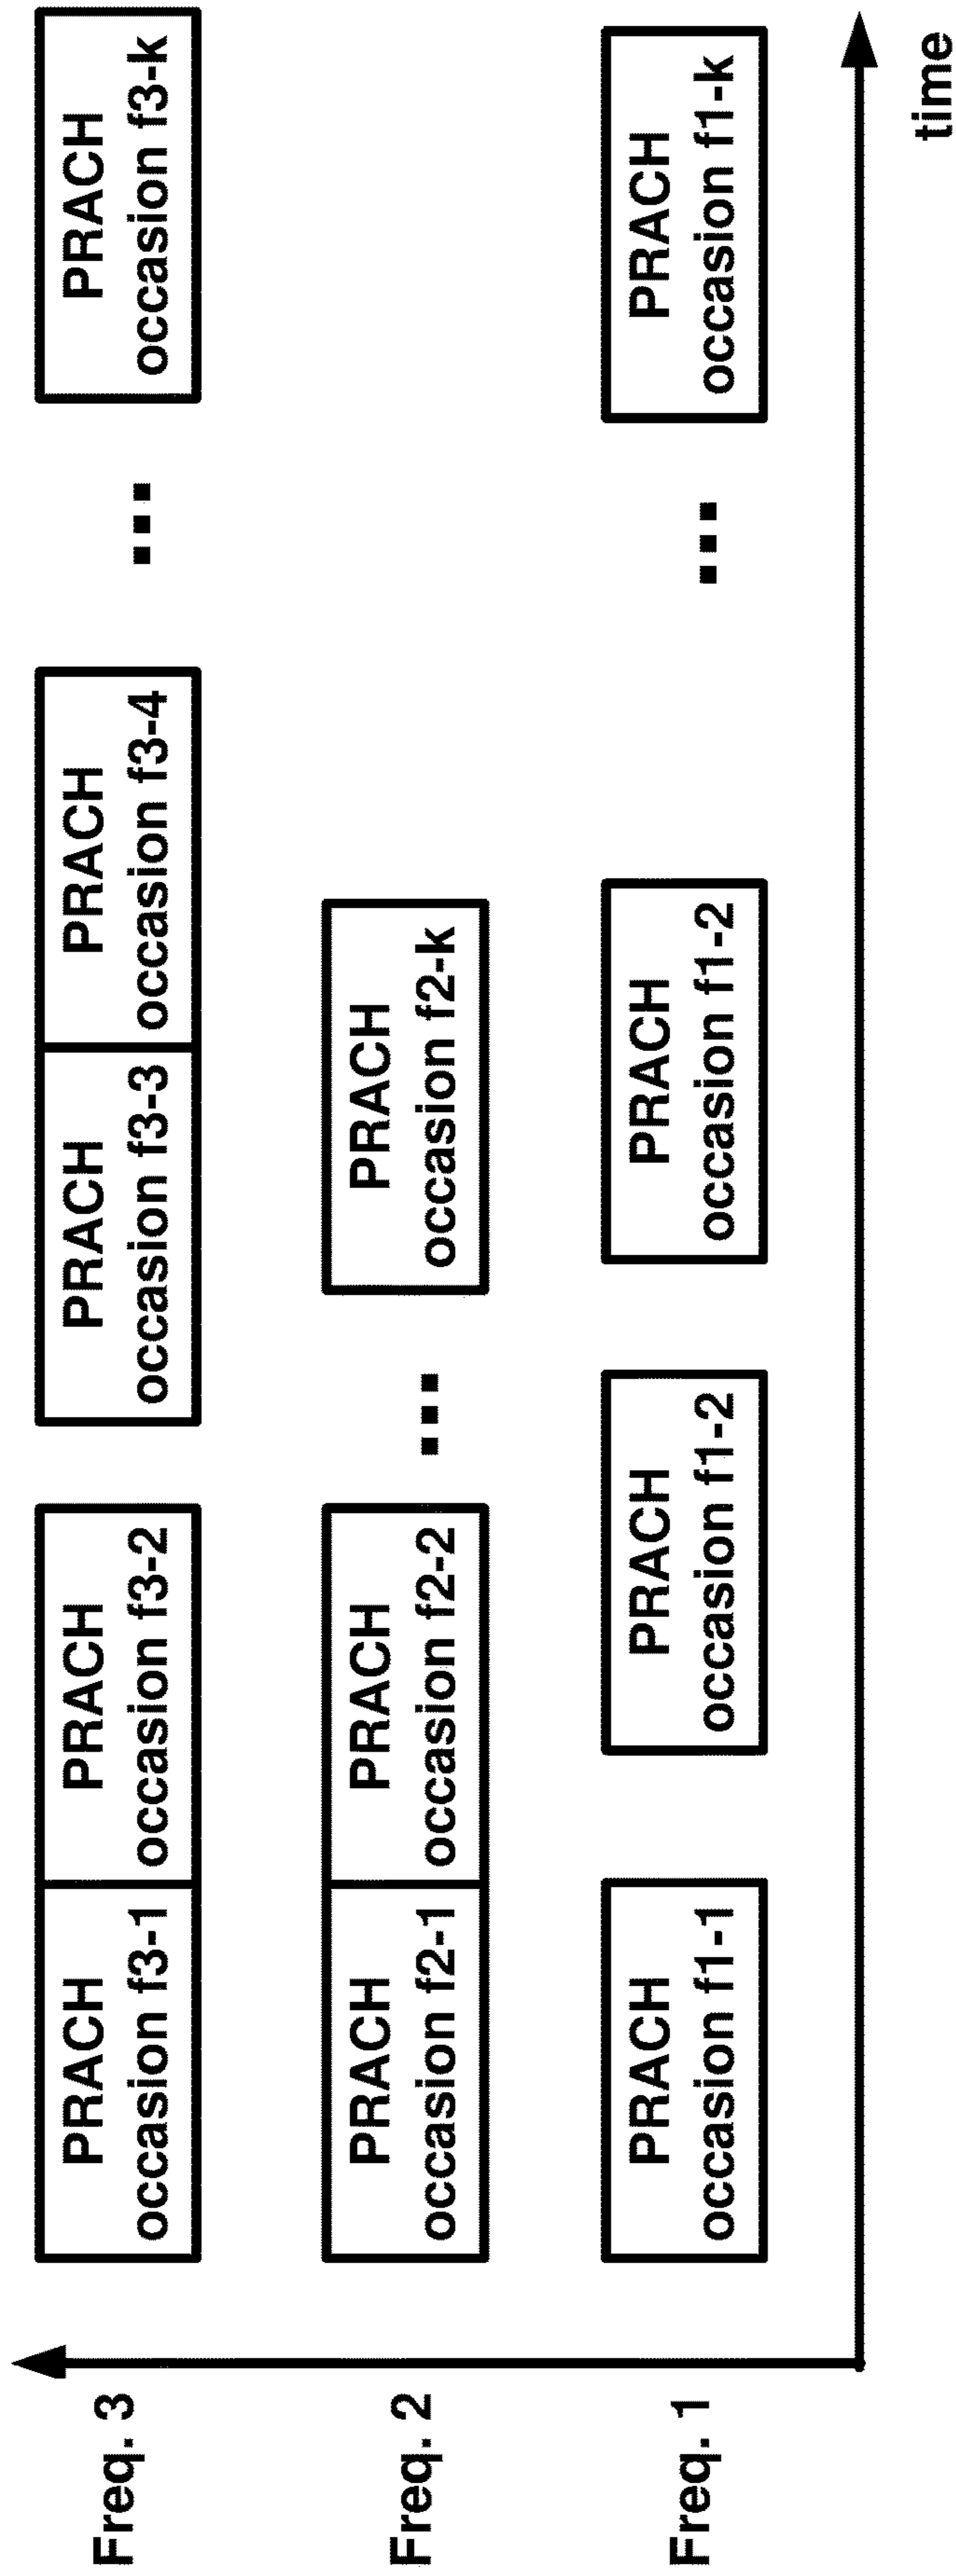 Freq. 3
PRACH
occasion f3-1
PRACH
occasion f3-2
PRACH
occasion f3-3
PRACH
occasion f3-4
...
PRACH
occasion f3-k
Freq. 2
PRACH
occasion f2-1
PRACH
occasion f2-2
...
PRACH
occasion f2-k
Freq. 1
PRACH
occasion f1-1
PRACH
occasion f1-2
PRACH
occasion f1-2
...
PRACH
occasion f1-k
time